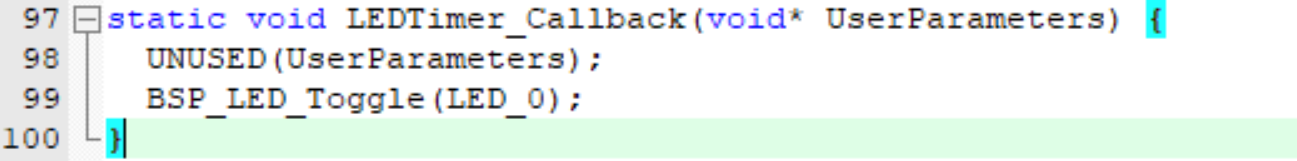 97 static void LEDTimer_Callback(void* UserParameters) {
98   UNUSED(UserParameters);
99   BSP_LED_Toggle(LED_0);
100 }